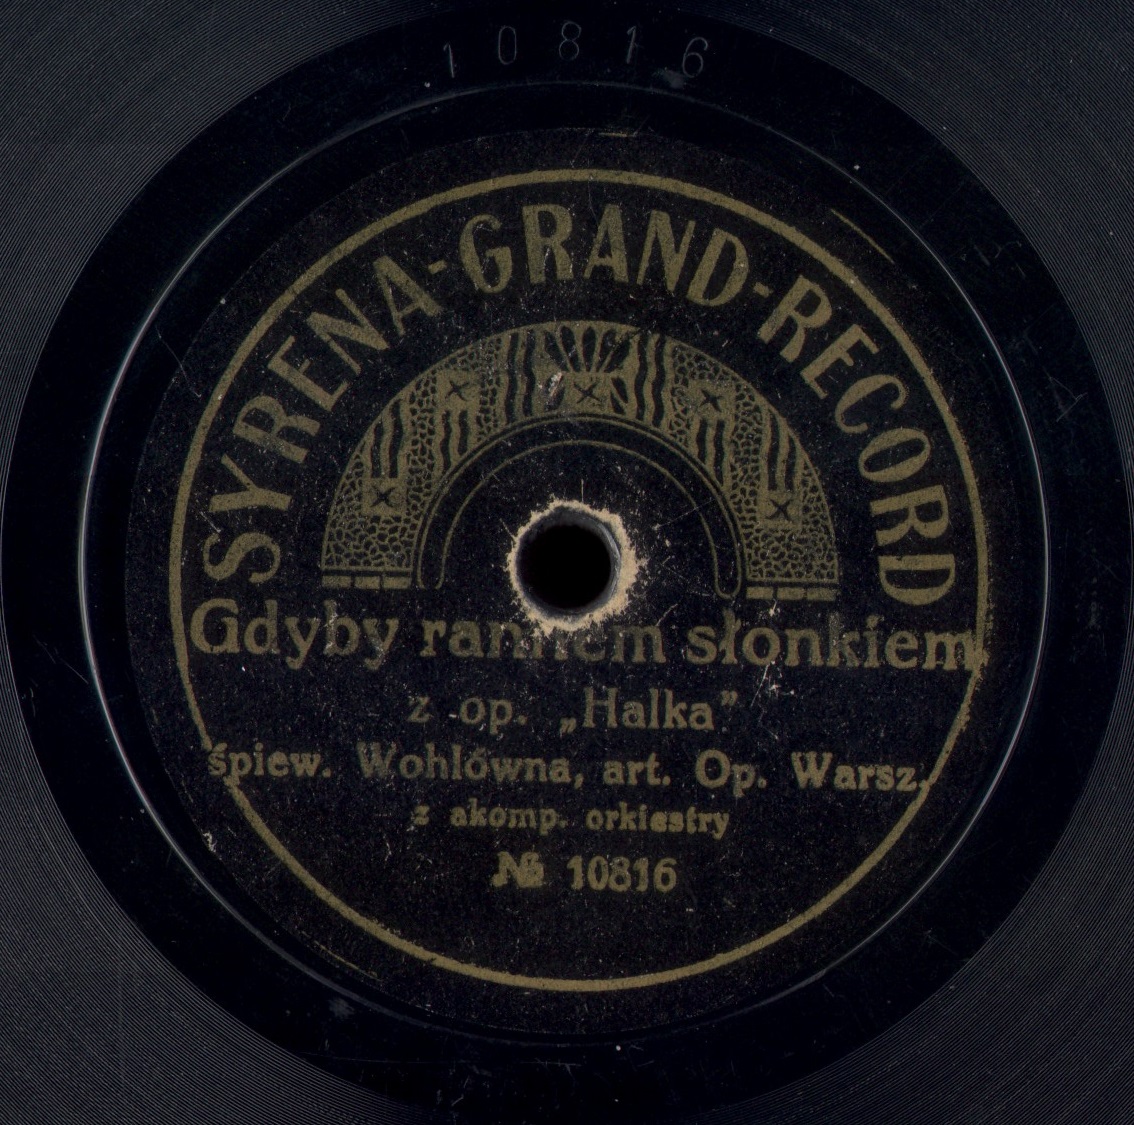 10816
SYRENA-GRAND-RECORD
Gdyby rannem słonkiem
z op. „Halka”
śpiew. Wohlówna, art. Op. Warsz.
z akomp. orkiestry
№ 10816